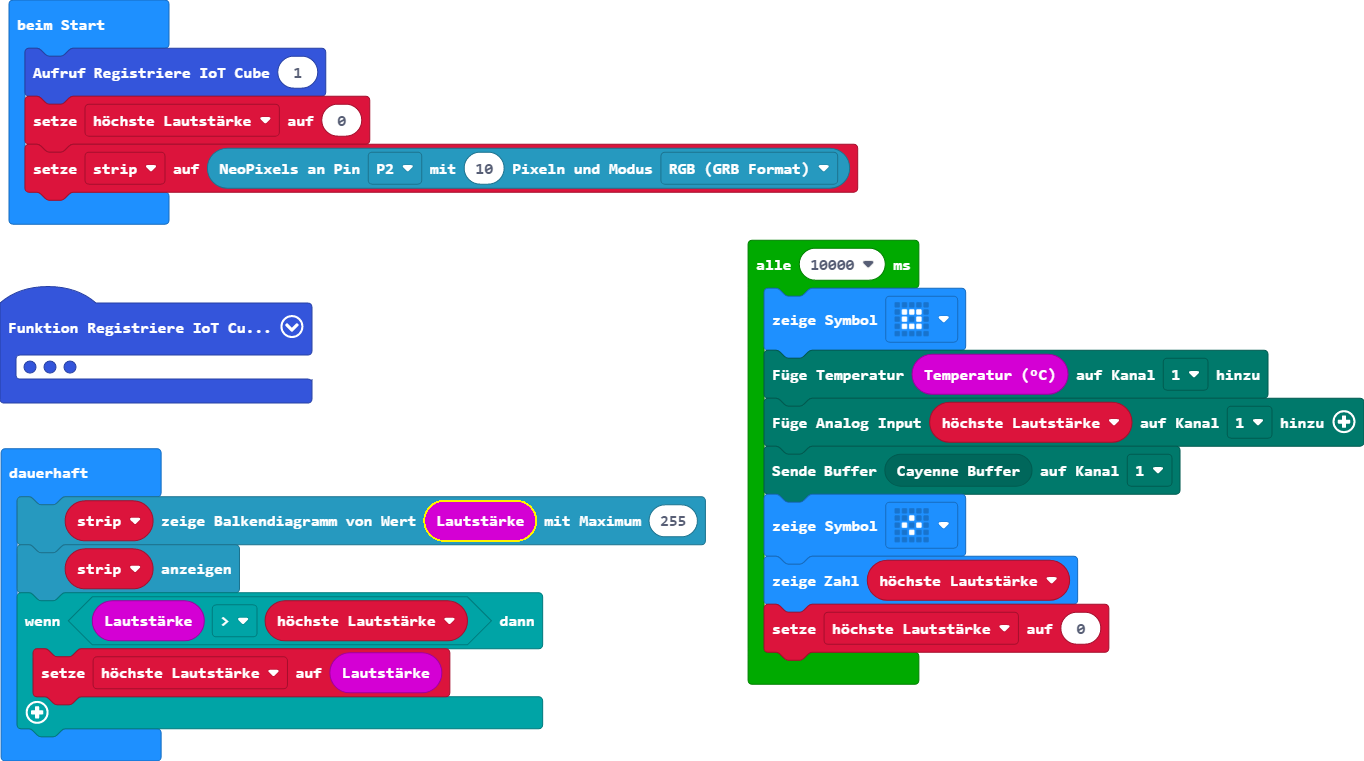 beim Start
Aufruf Registriere IoT Cube 1
setze höchste Lautstärke auf 0
setze strip auf NeoPixels an Pin P2 mit 10 Pixeln und Modus RGB (GRB Format)
Funktion Registriere IoT Cu...
dauerhaft
strip zeige Balkendiagramm von Wert Lautstärke mit Maximum 255
strip anzeigen
wenn Lautstärke > höchste Lautstärke dann
setze höchste Lautstärke auf Lautstärke
alle 10000 ms
zeige Symbol
Füge Temperatur Temperatur (°C) auf Kanal 1 hinzu
Füge Analog Input höchste Lautstärke auf Kanal 1 hinzu
Sende Buffer Cayenne Buffer auf Kanal 1
zeige Symbol
zeige Zahl höchste Lautstärke
setze höchste Lautstärke auf 0